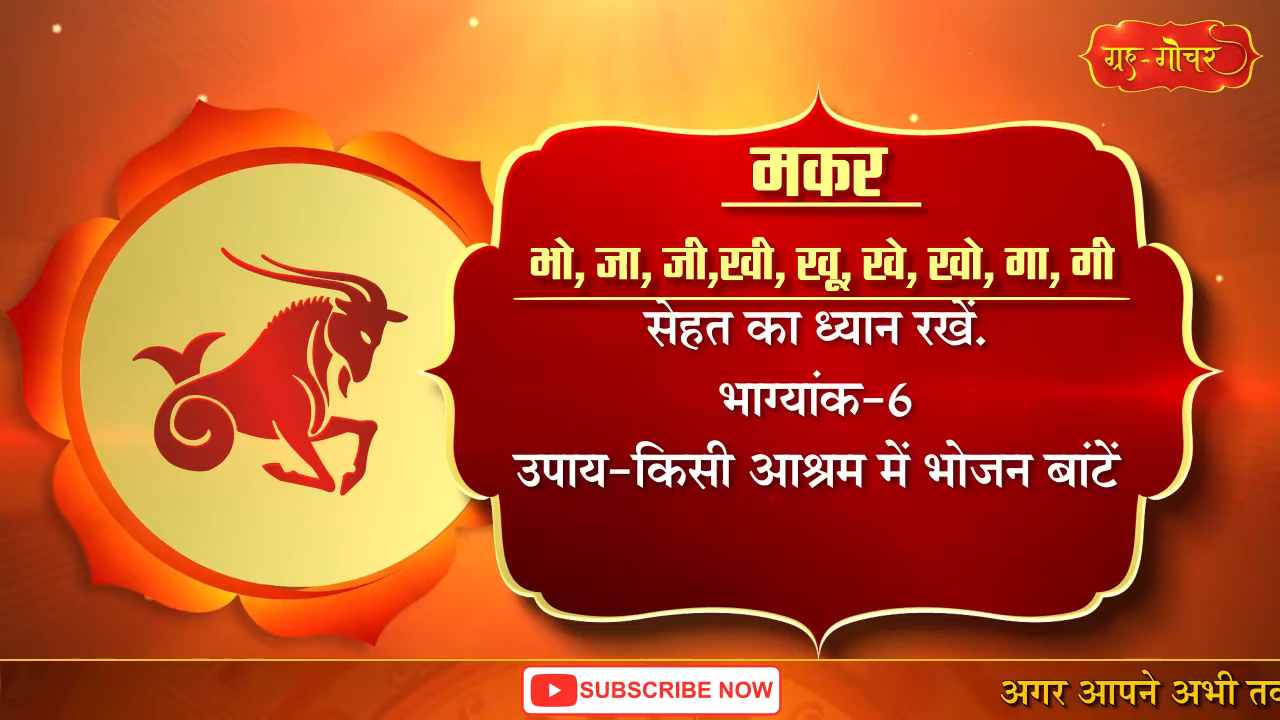 ग्रह-गोचर
मकर
भो, जा, जी,खी, खू, खे, खो, गा, गी
सेहत का ध्यान रखें.
भाग्यांक-6
उपाय-किसी आश्रम में भोजन बांटें
SUBSCRIBE NOW
अगर आपने अभी